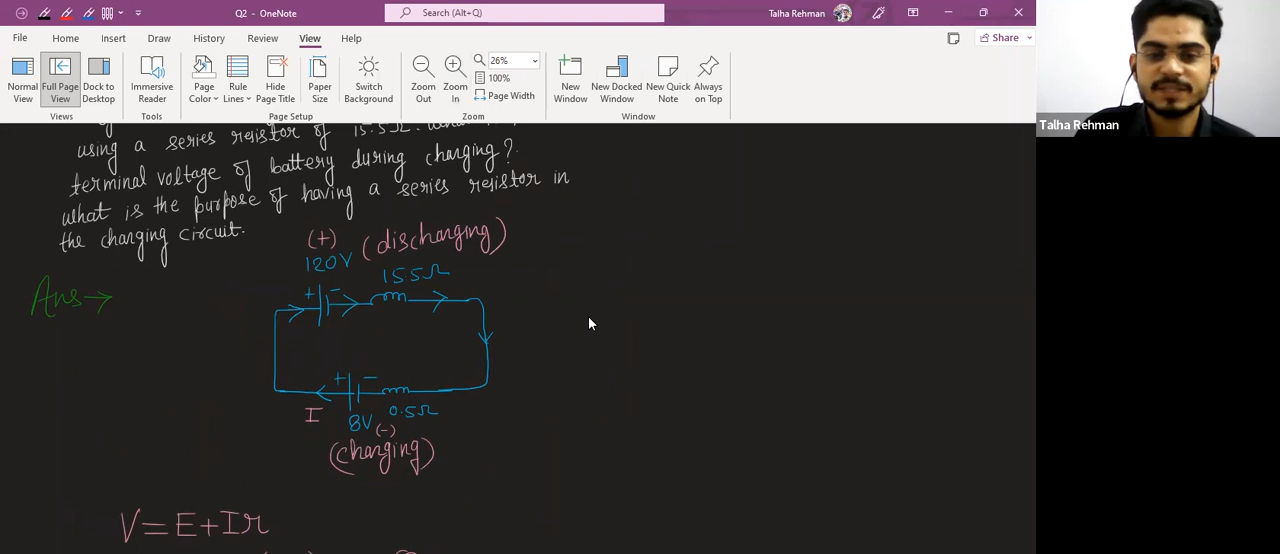 Q2 - OneNote
Search (Alt+Q)
Talha Rehman
File Home Insert Draw History Review View Help
Share
Normal View
Full Page View
Dock to Desktop
Immersive Reader
Page Color
Rule Lines
Hide Page Title
Paper Size
Switch Background
Zoom Out
Zoom In
26%
100%
Page Width
New Window
New Docked Window
New Quick Note
Always on Top
Views Tools Page Setup Zoom Window
Talha Rehman
using a series resistor of 15.5Ω.
terminal voltage of battery during charging?
what is the purpose of having a series resistor in
the charging circuit.
(+) (discharging)
120V 15.5Ω
Ans→
+ −
+ −
I 8V 0.5Ω
(-)
(charging)
V = E + Ir